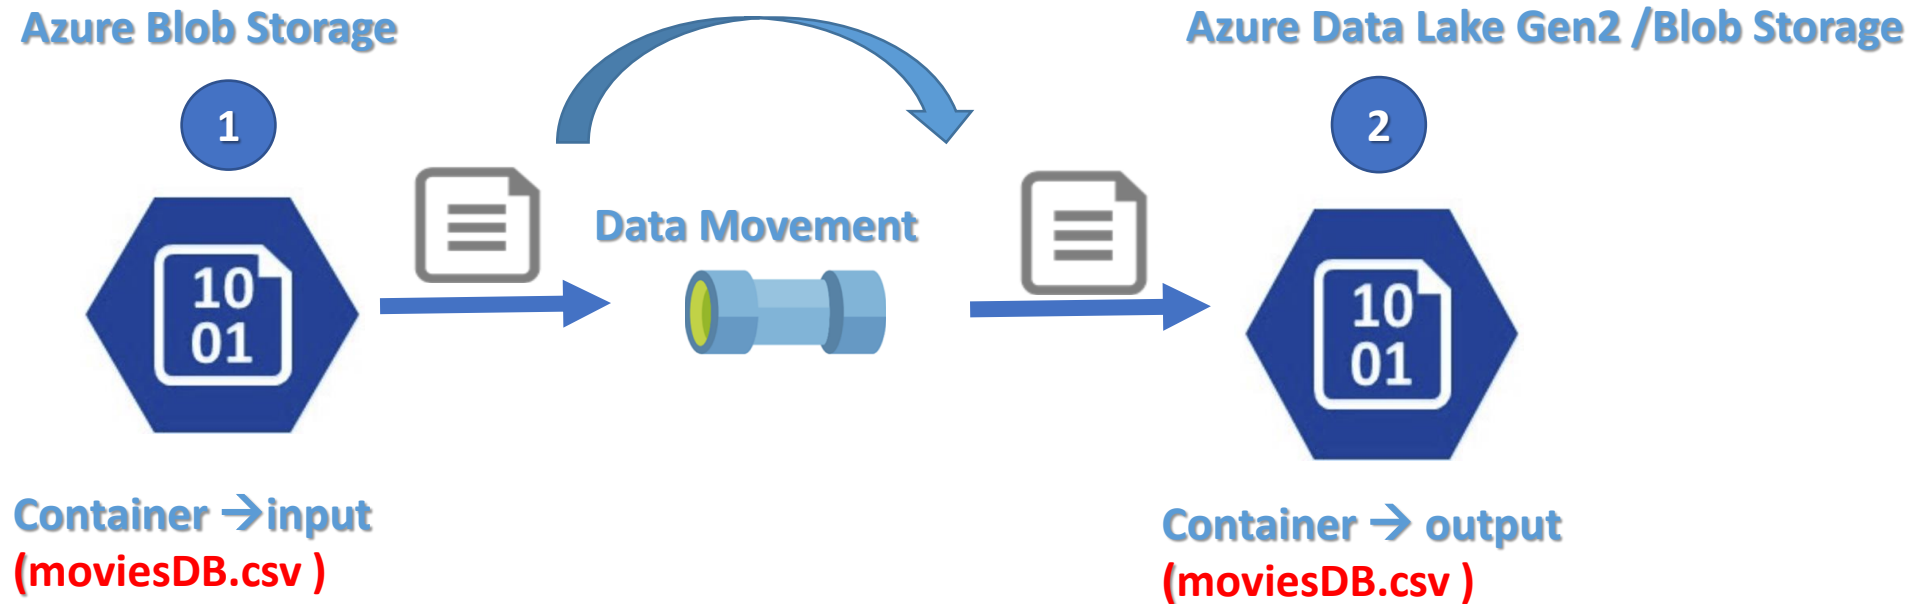 Azure Blob Storage
Azure Data Lake Gen2 /Blob Storage
1
2
Data Movement
10
01
10
01
Container →input
(moviesDB.csv )
Container → output
(moviesDB.csv )